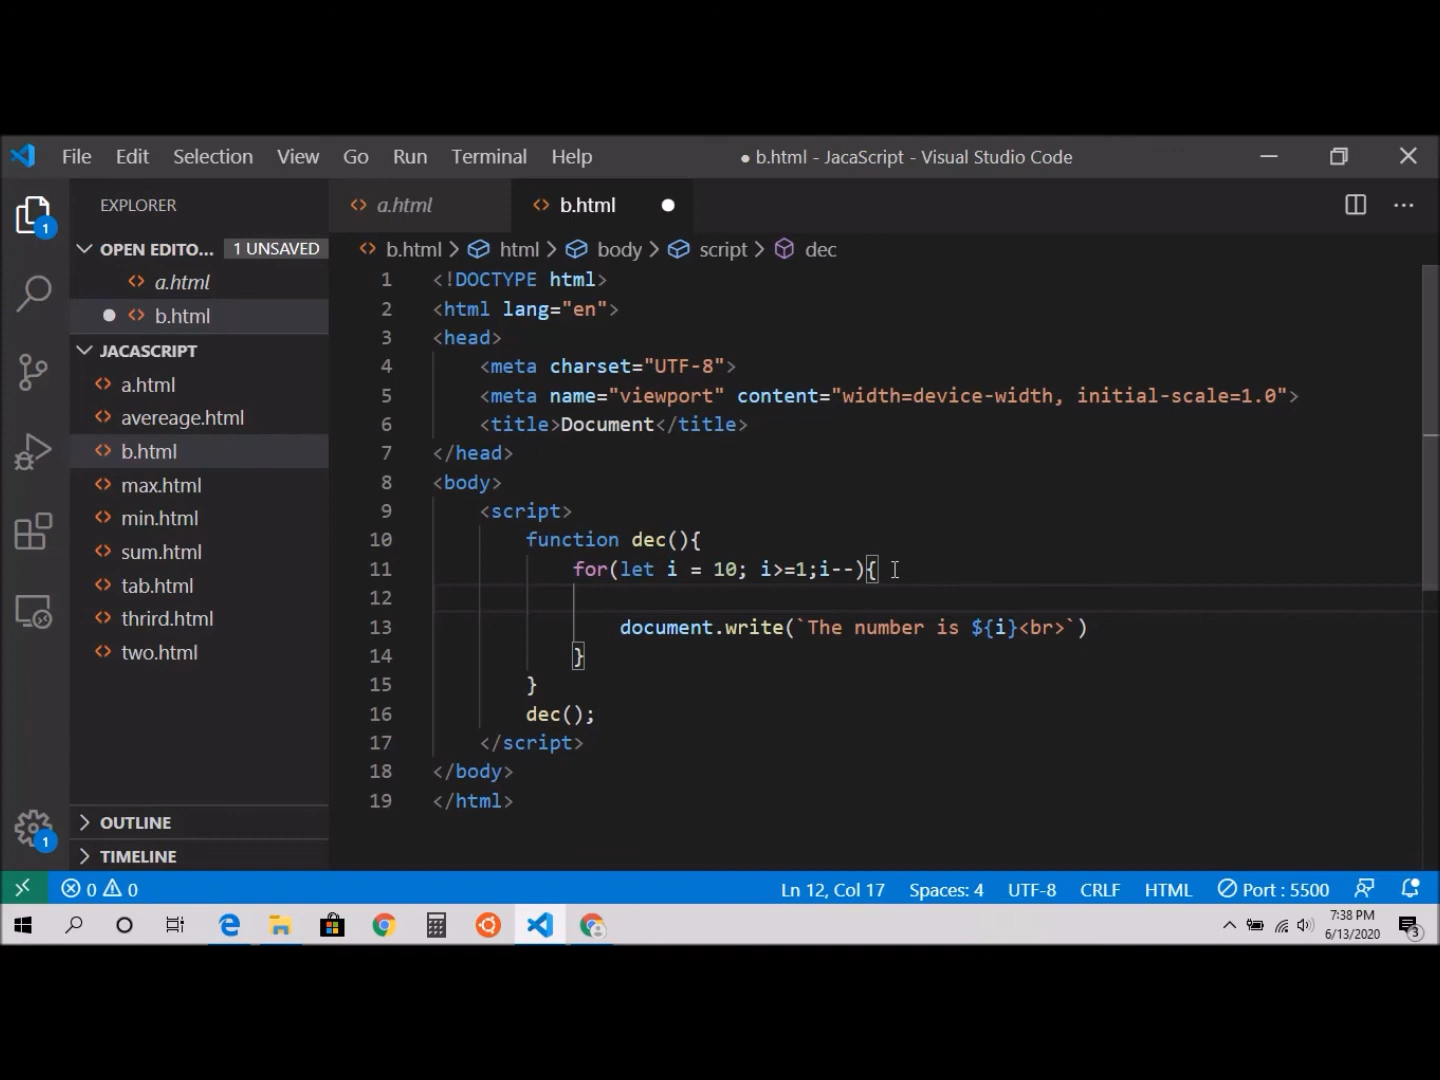 File Edit Selection View Go Run Terminal Help
● b.html - JacaScript - Visual Studio Code
EXPLORER
OPEN EDITO... 1 UNSAVED
a.html
b.html
JACASCRIPT
a.html
avereage.html
b.html
max.html
min.html
sum.html
tab.html
thrird.html
two.html
OUTLINE
TIMELINE
1
1
a.html
b.html
b.html > html > body > script > dec
1 <!DOCTYPE html>
2 <html lang="en">
3 <head>
4 <meta charset="UTF-8">
5 <meta name="viewport" content="width=device-width, initial-scale=1.0">
6 <title>Document</title>
7 </head>
8 <body>
9 <script>
10 function dec(){
11 for(let i = 10; i>=1;i--){
12
13 document.write(`The number is ${i}<br>`)
14 }
15 }
16 dec();
17 </script>
18 </body>
19 </html>
0 0
Ln 12, Col 17 Spaces: 4 UTF-8 CRLF HTML Port : 5500
7:38 PM
6/13/2020
3